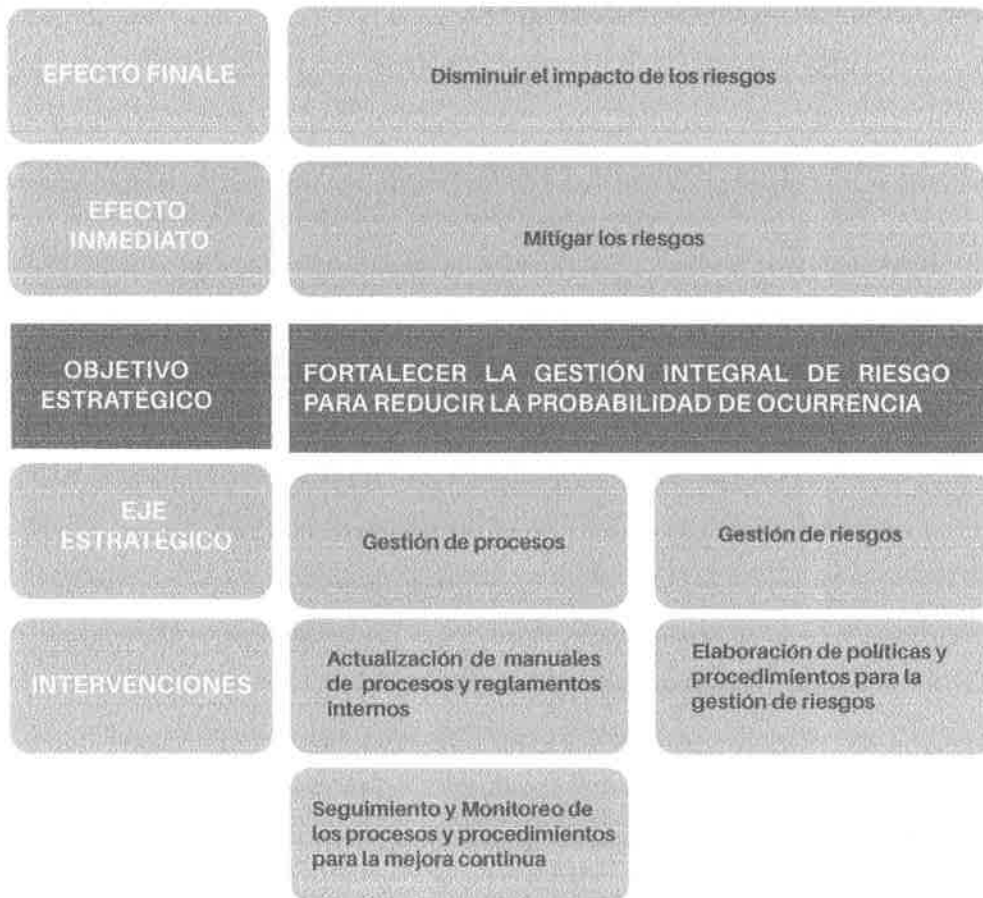 EFECTO FINALE
Disminuir el impacto de los riesgos
EFECTO
INMEDIATO
Mitigar los riesgos
OBJETIVO
ESTRATÉGICO
FORTALECER LA GESTIÓN INTEGRAL DE RIESGO
PARA REDUCIR LA PROBABILIDAD DE OCURRENCIA
EJE
ESTRATÉGICO
Gestión de procesos
Gestión de riesgos
INTERVENCIONES
Actualización de manuales
de procesos y reglamentos
internos
Elaboración de políticas y
procedimientos para la
gestión de riesgos
Seguimiento y Monitoreo de
los procesos y procedimientos
para la mejora continua